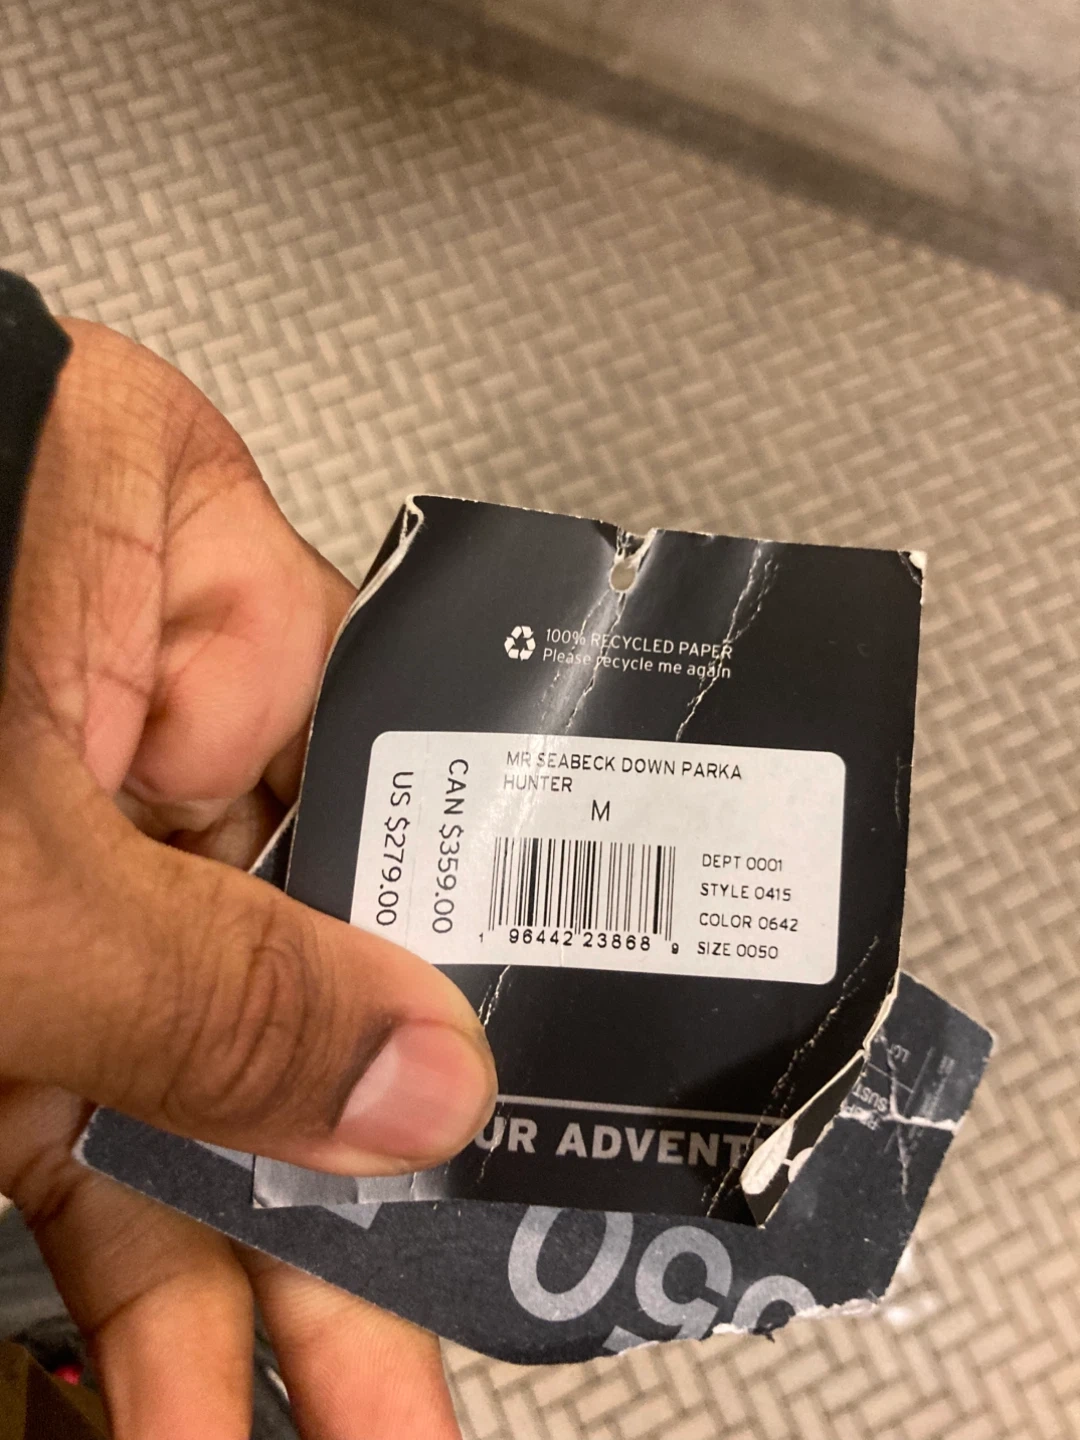 100% RECYCLED PAPER
Please recycle me again
MR SEABECK DOWN PARKA
HUNTER
M
CAN $359.00
US $279.00
1 96442 23868 9
DEPT 0001
STYLE 0415
COLOR 0642
SIZE 0050
UR ADVENT